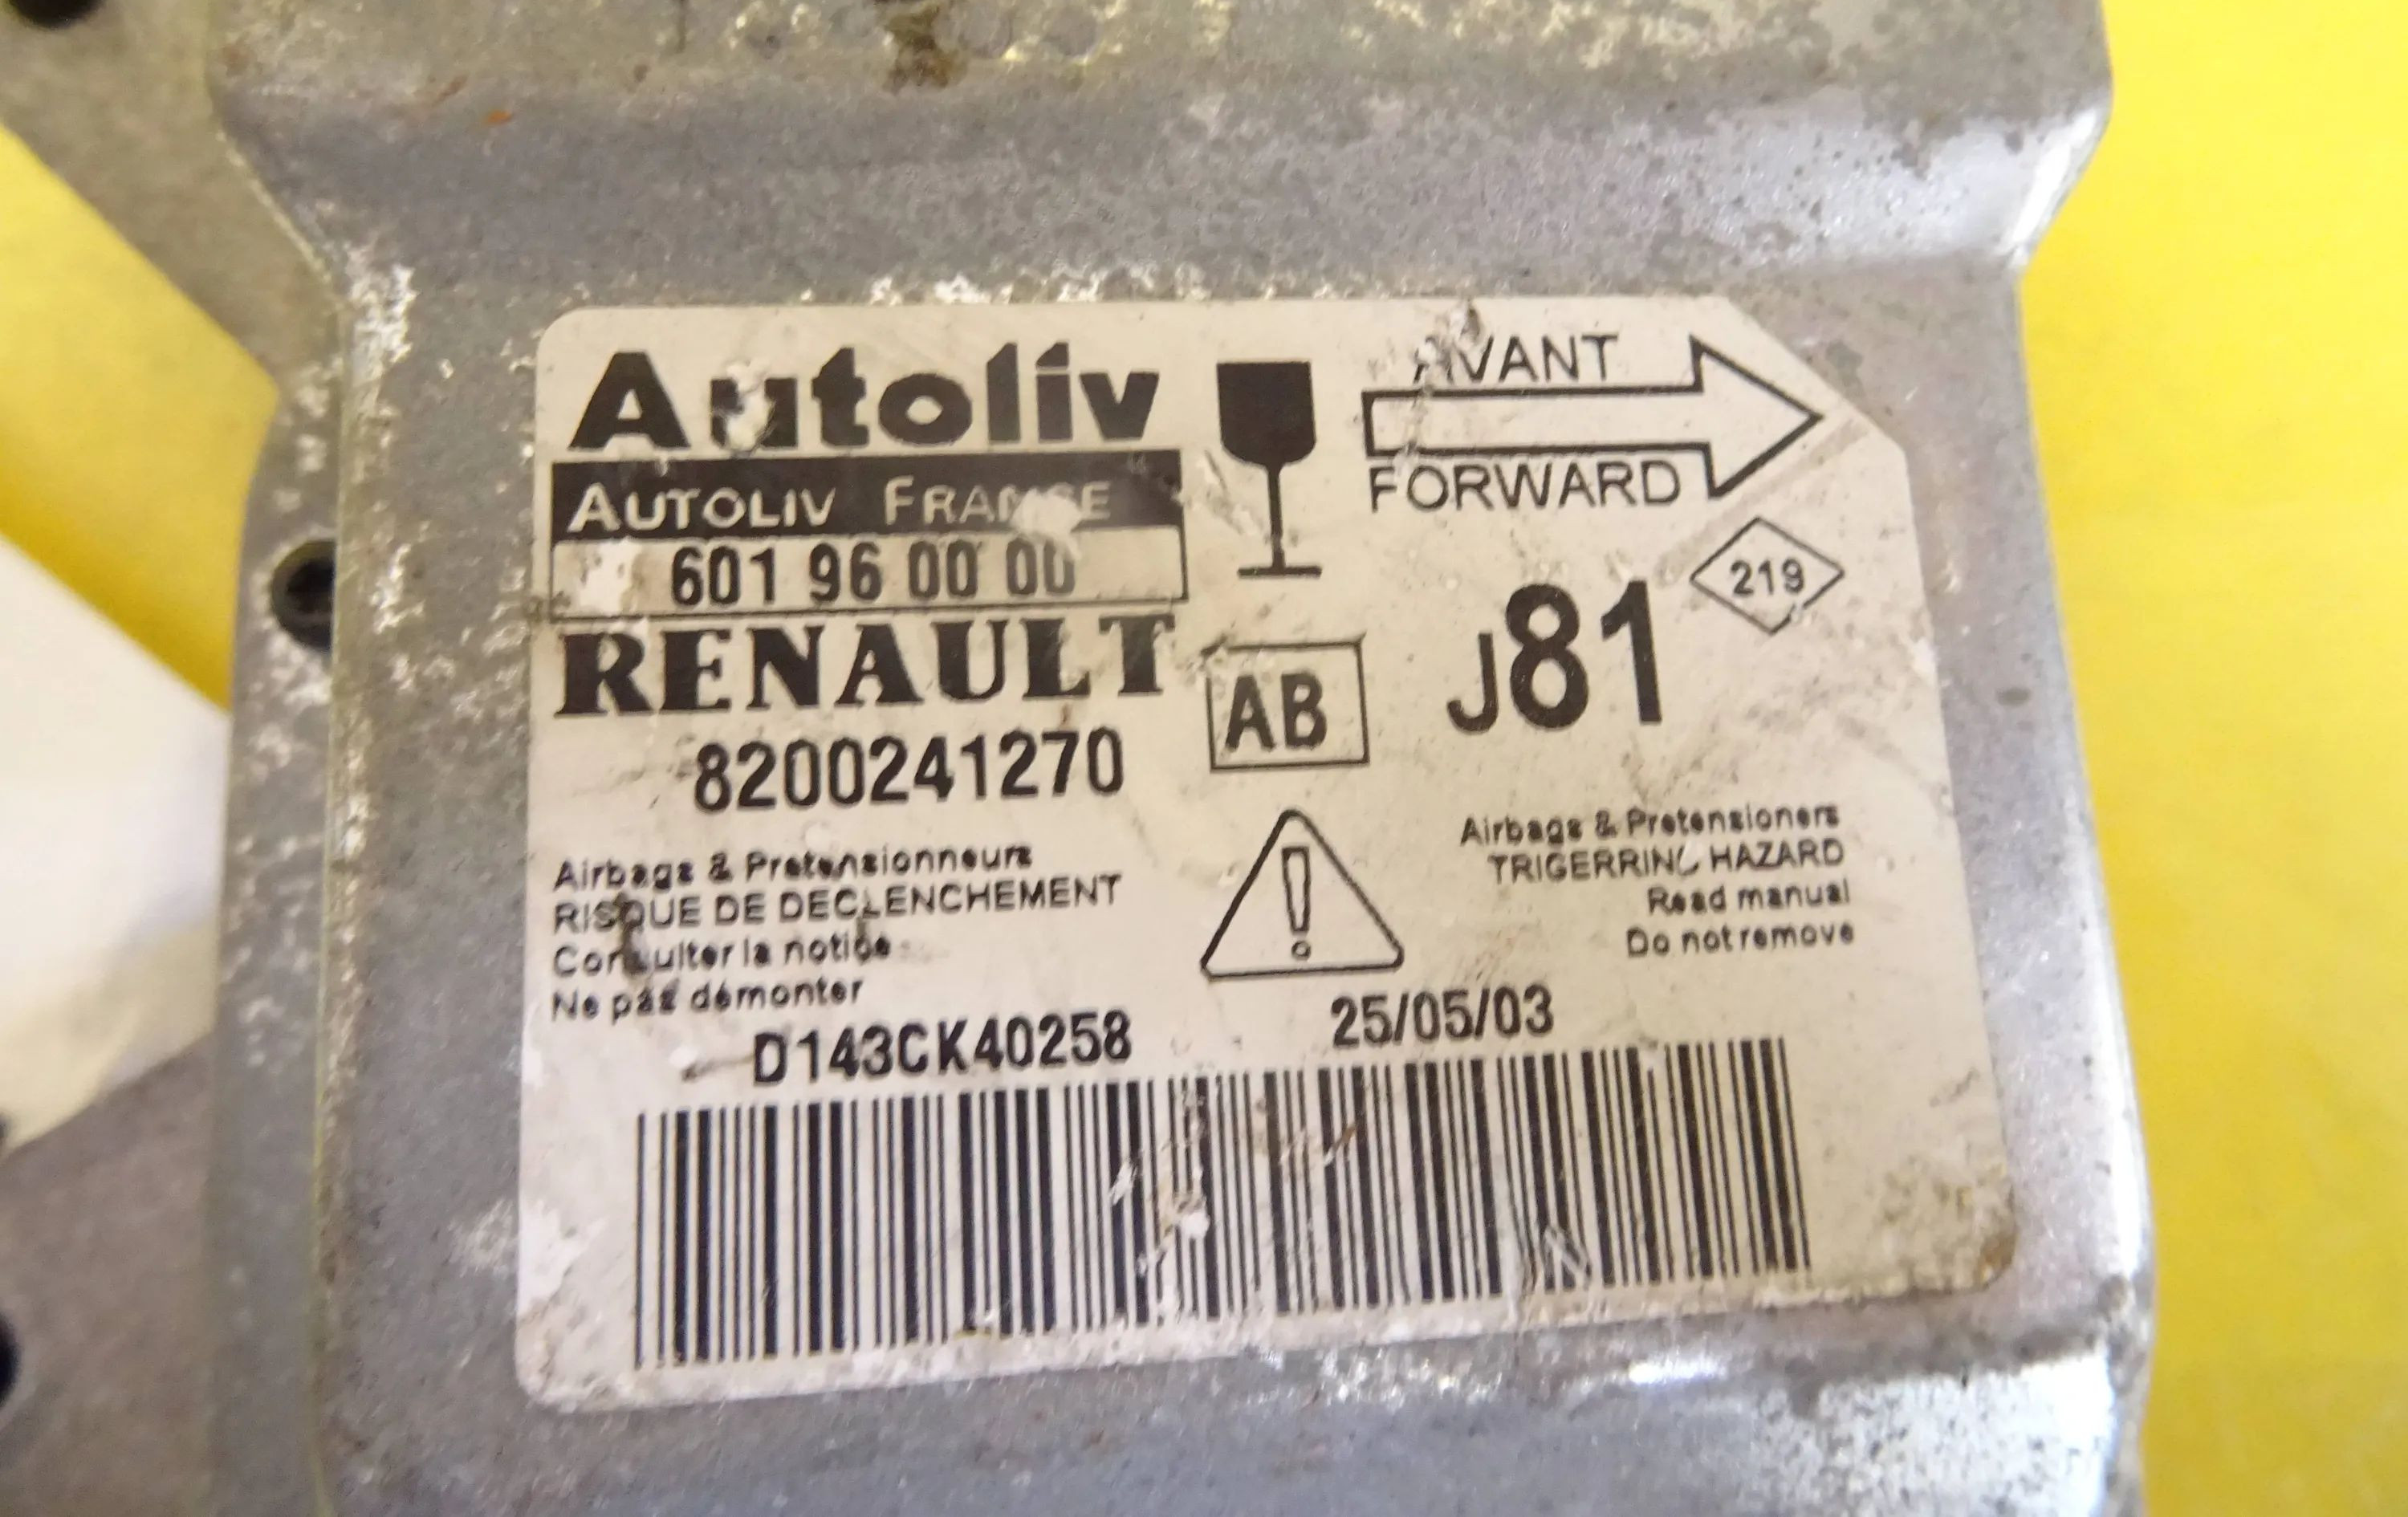 Autoliv
AUTOLIV FRANCE
601 96 00 00
RENAULT
8200241270
AVANT
FORWARD
219
J81
AB
Airbags & Pretensionneurs
RISQUE DE DECLENCHEMENT
Consulter la notice
Ne pas démonter
Airbags & Pretensioners
TRIGERRING HAZARD
Read manual
Do not remove
D143CK40258
25/05/03